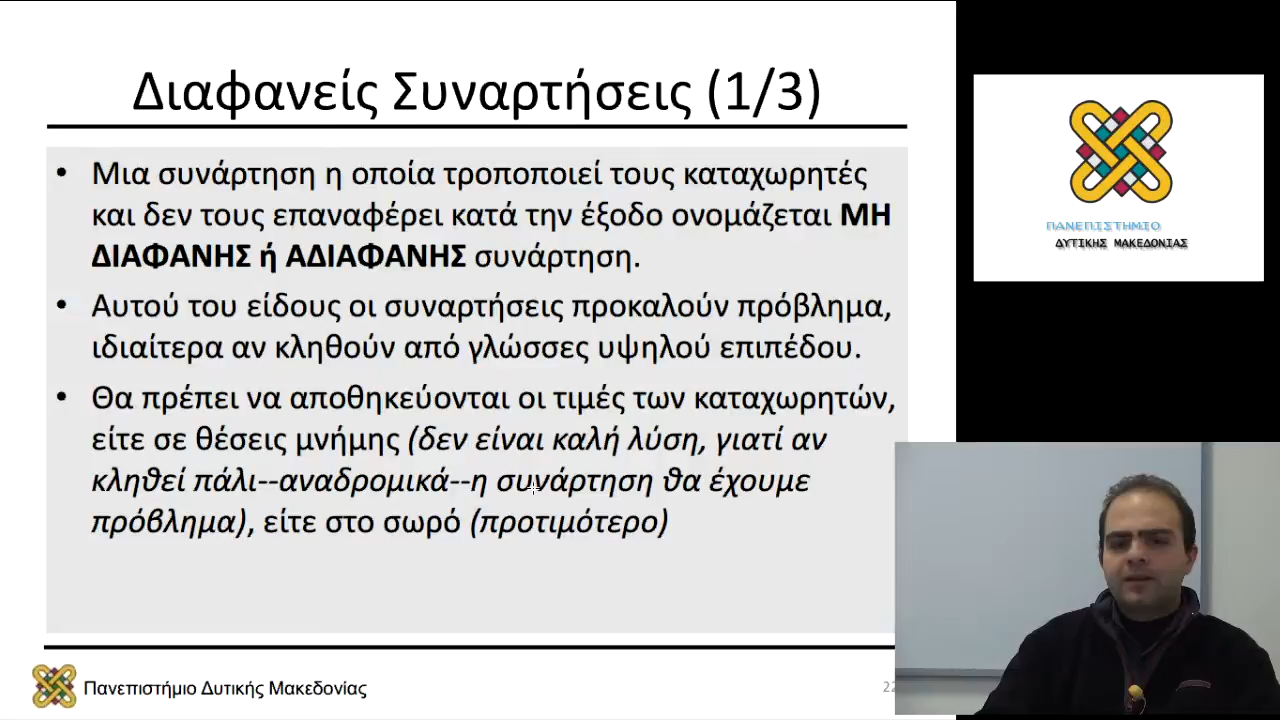 Διαφανείς Συναρτήσεις (1/3)
• Μια συνάρτηση η οποία τροποποιεί τους καταχωρητές
και δεν τους επαναφέρει κατά την έξοδο ονομάζεται ΜΗ
ΔΙΑΦΑΝΗΣ ή ΑΔΙΑΦΑΝΗΣ συνάρτηση.
• Αυτού του είδους οι συναρτήσεις προκαλούν πρόβλημα,
ιδιαίτερα αν κληθούν από γλώσσες υψηλού επιπέδου.
• Θα πρέπει να αποθηκεύονται οι τιμές των καταχωρητών,
είτε σε θέσεις μνήμης (δεν είναι καλή λύση, γιατί αν
κληθεί πάλι--αναδρομικά--η συνάρτηση θα έχουμε
πρόβλημα), είτε στο σωρό (προτιμότερο)
Πανεπιστήμιο Δυτικής Μακεδονίας
22
ΠΑΝΕΠΙΣΤΗΜΙΟ
ΔΥΤΙΚΗΣ ΜΑΚΕΔΟΝΙΑΣ